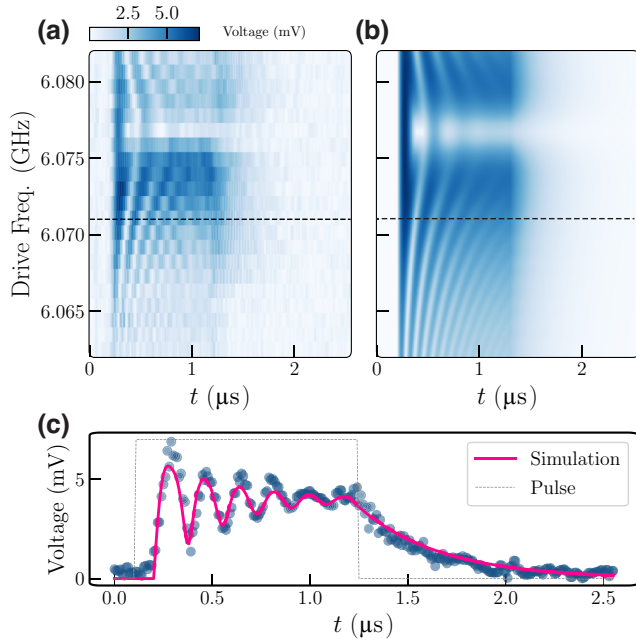 (a)
2.5 5.0
Voltage (mV)
(b)
6.080
6.075
6.070
6.065
Drive Freq. (GHz)
0 1 2
t (μs)
0 1 2
t (μs)
(c)
Voltage (mV)
5
0
Simulation
Pulse
0.0 0.5 1.0 1.5 2.0 2.5
t (μs)